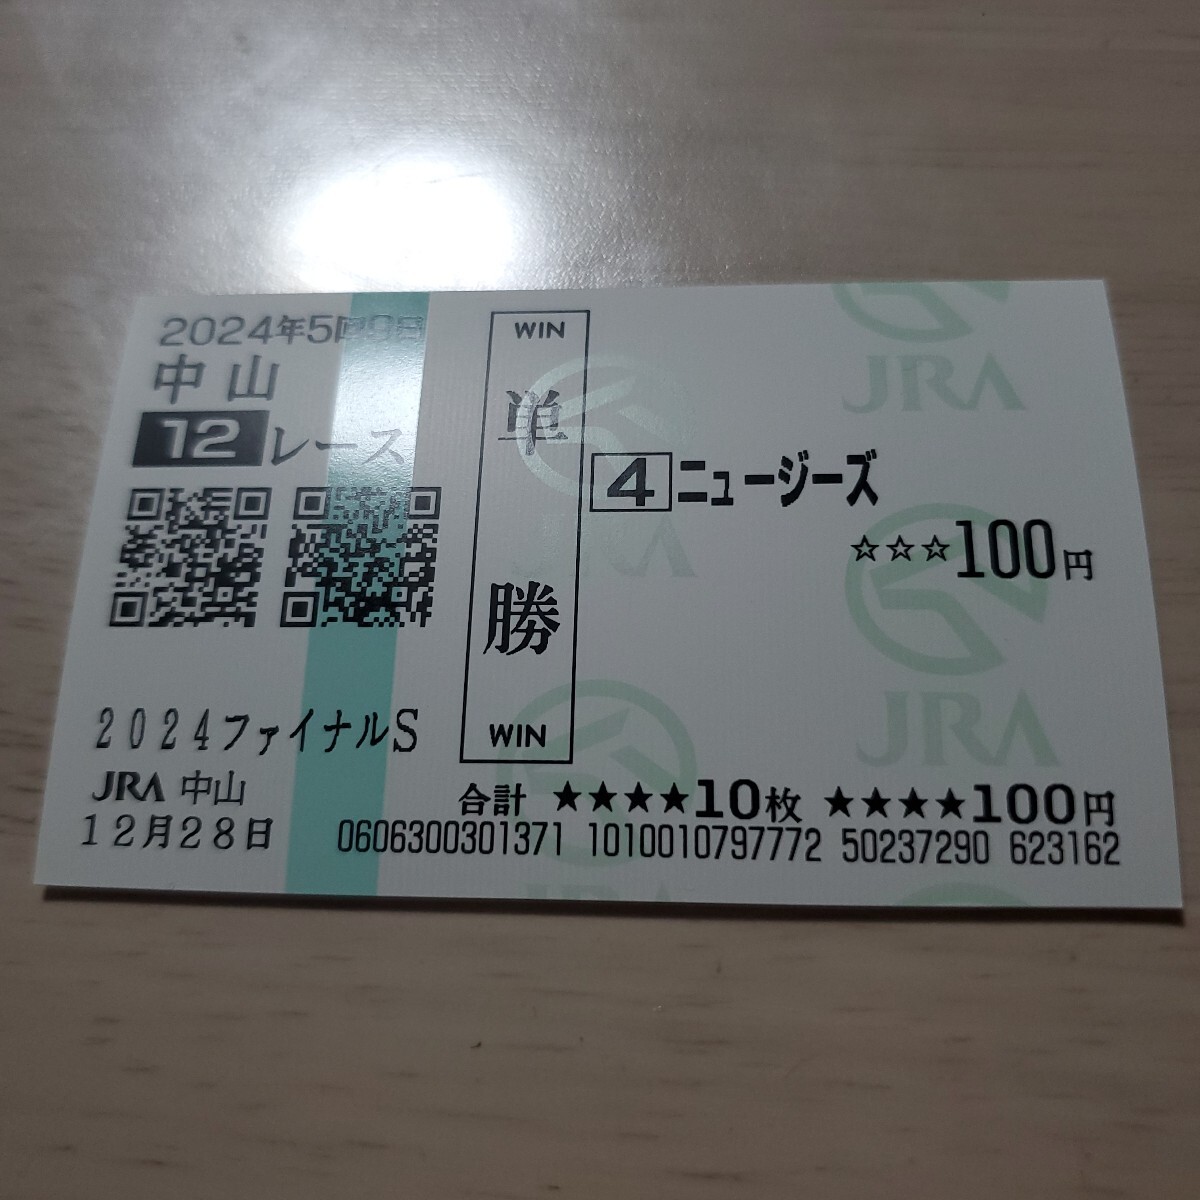 2024年5回9日
中山
12レース
2024ファイナルS
JRA 中山
12月28日
WIN
単勝
WIN
4 ニュージーズ
☆☆☆100円
合計 ★★★★10枚 ★★★★100円
0606300301371 1010010797772 50237290 623162
JRA
JRA
JRA
JRA